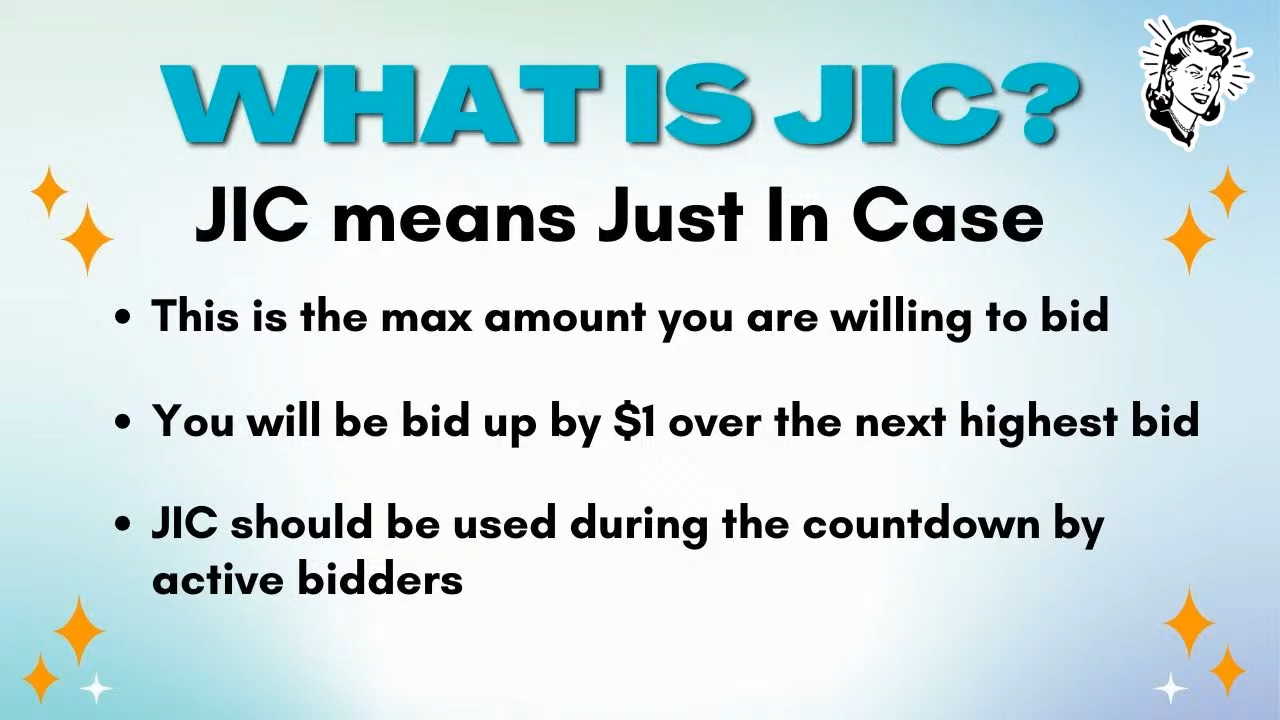 WHAT IS JIC?
JIC means Just In Case
• This is the max amount you are willing to bid
• You will be bid up by $1 over the next highest bid
• JIC should be used during the countdown by
active bidders